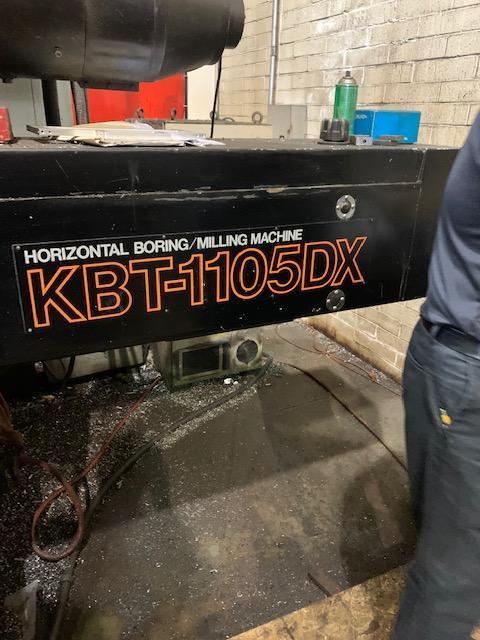 HORIZONTAL BORING/MILLING MACHINE
KBT-1105DX